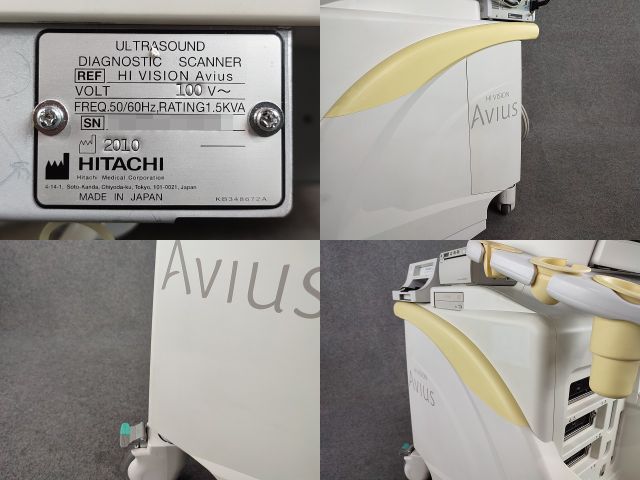 ULTRASOUND
DIAGNOSTIC SCANNER
REF HI VISION Avius
VOLT 100 V~
FREQ.50/60Hz,RATING1.5KVA
SN
2010
HITACHI
Hitachi Medical Corporation
4-14-1, Soto-Kanda, Chiyoda-ku, Tokyo, 101-0021, Japan
MADE IN JAPAN KB348672A
HI VISION
Avius
Avius
HI VISION
Avius